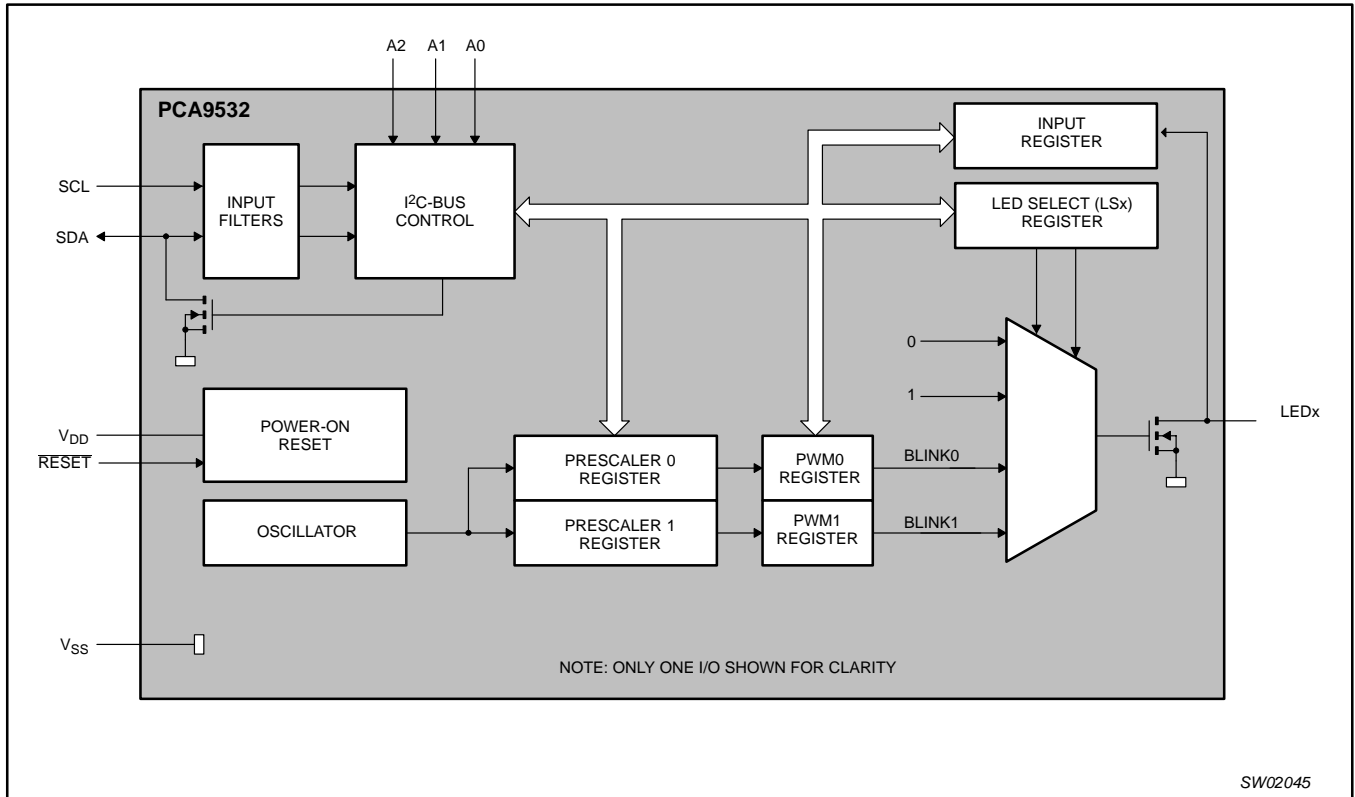 A2 A1 A0
PCA9532
INPUT
REGISTER
SCL
INPUT
FILTERS
I²C-BUS
CONTROL
LED SELECT (LSx)
REGISTER
SDA
0
1
LEDx
POWER-ON
RESET
VDD
RESET
PRESCALER 0
REGISTER
PWM0
REGISTER
BLINK0
OSCILLATOR
PRESCALER 1
REGISTER
PWM1
REGISTER
BLINK1
VSS
NOTE: ONLY ONE I/O SHOWN FOR CLARITY
SW02045